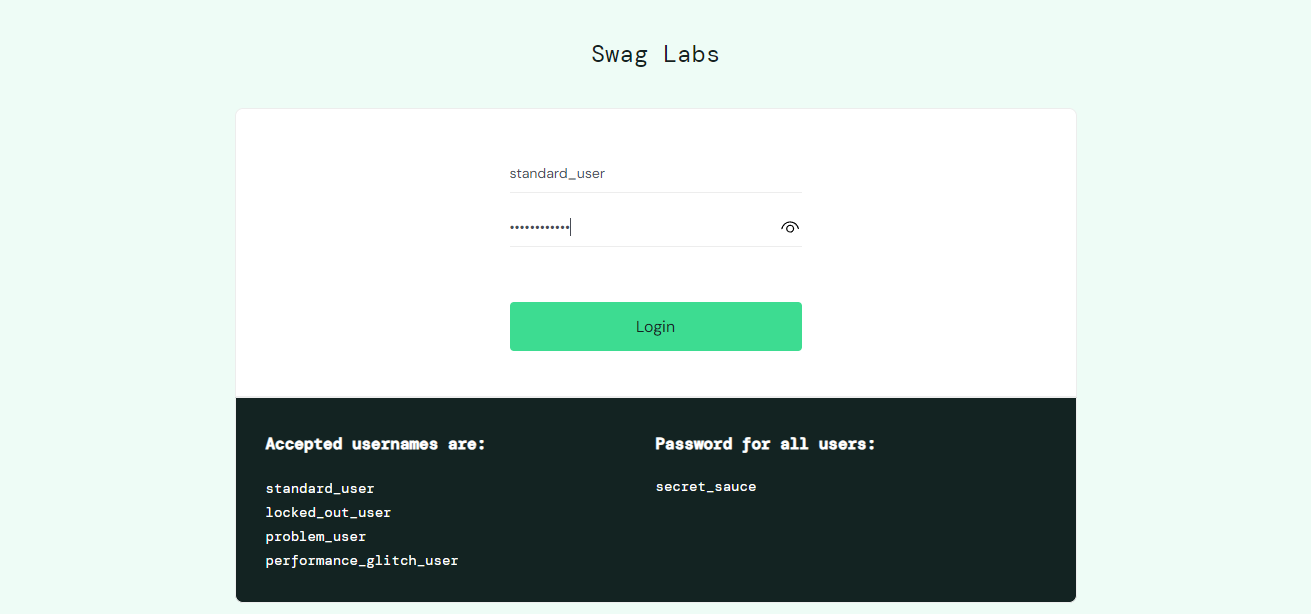 Swag Labs
standard_user
••••••••••••
Login
Accepted usernames are:
standard_user
locked_out_user
problem_user
performance_glitch_user
Password for all users:
secret_sauce